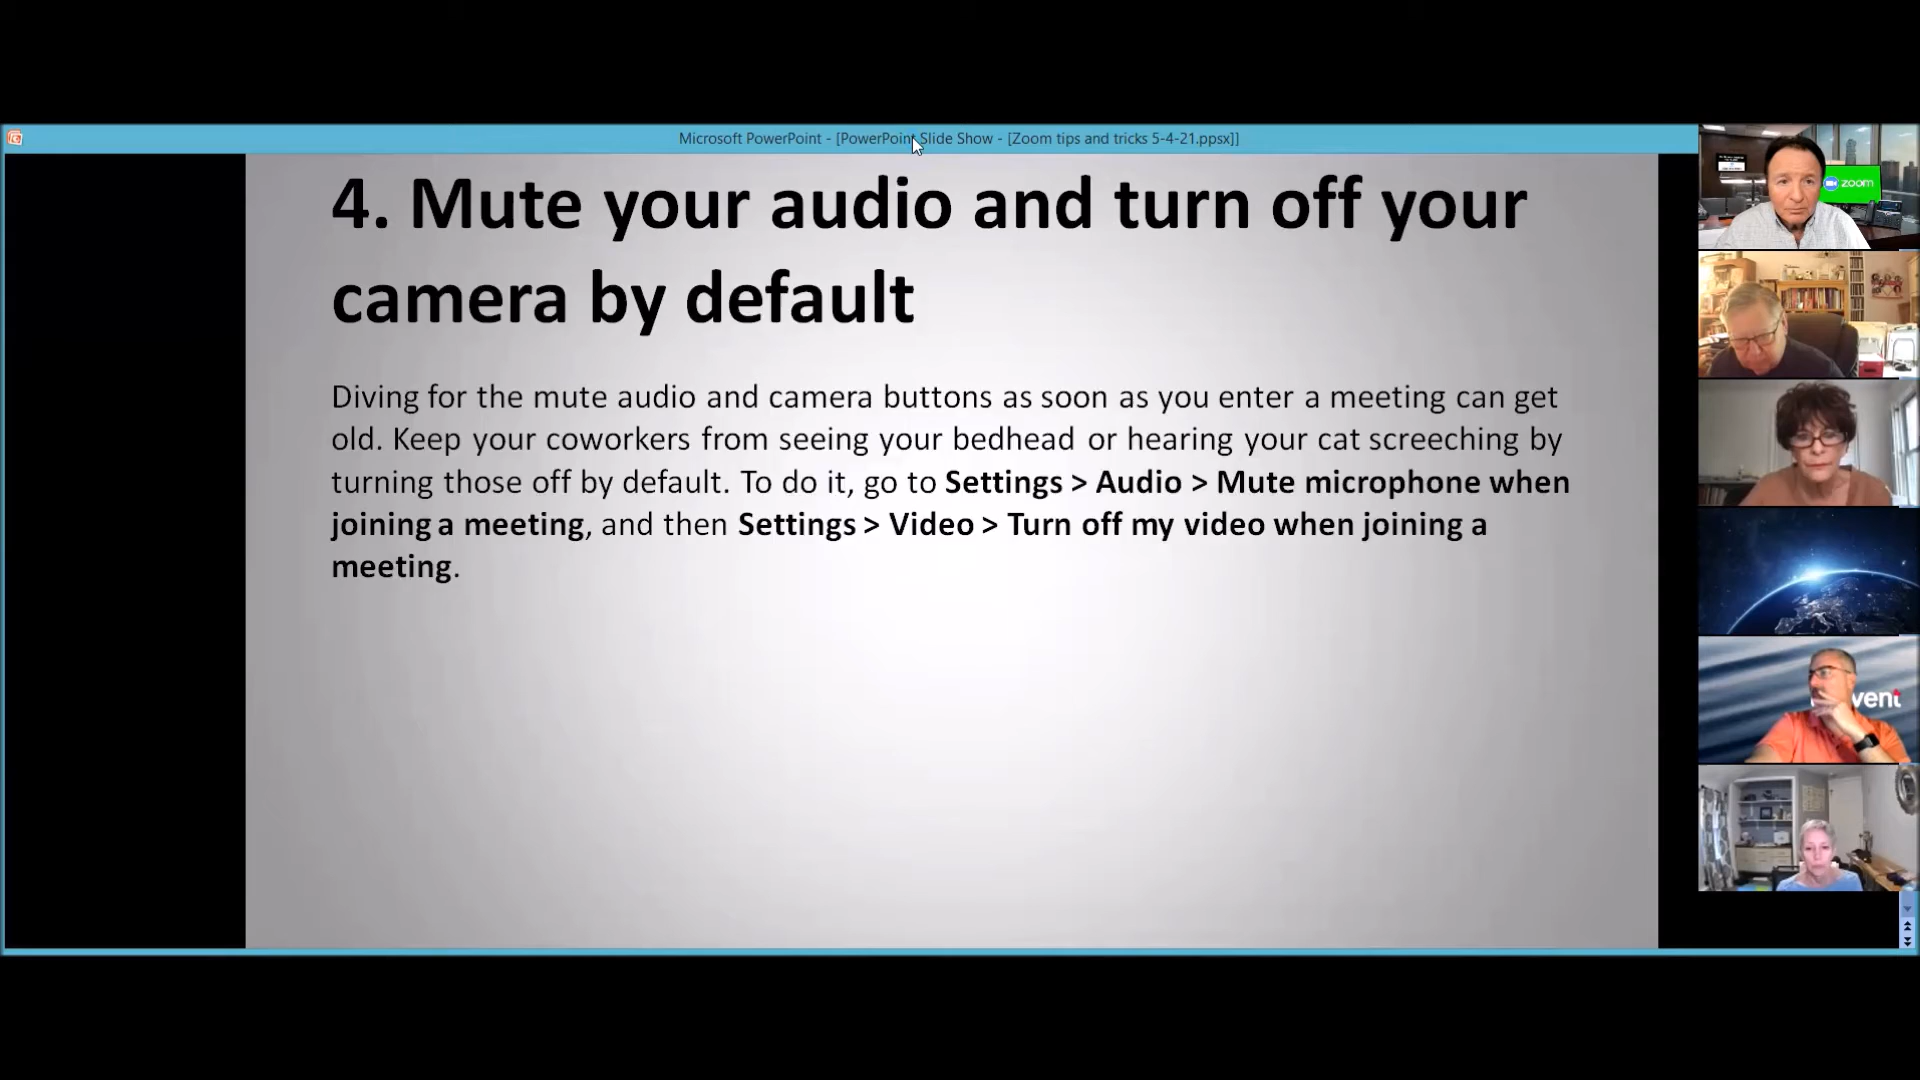 Microsoft PowerPoint - [PowerPoint Slide Show - [Zoom tips and tricks 5-4-21.ppsx]]
4. Mute your audio and turn off your
camera by default
Diving for the mute audio and camera buttons as soon as you enter a meeting can get
old. Keep your coworkers from seeing your bedhead or hearing your cat screeching by
turning those off by default. To do it, go to Settings > Audio > Mute microphone when
joining a meeting, and then Settings > Video > Turn off my video when joining a
meeting.
zoom
vent